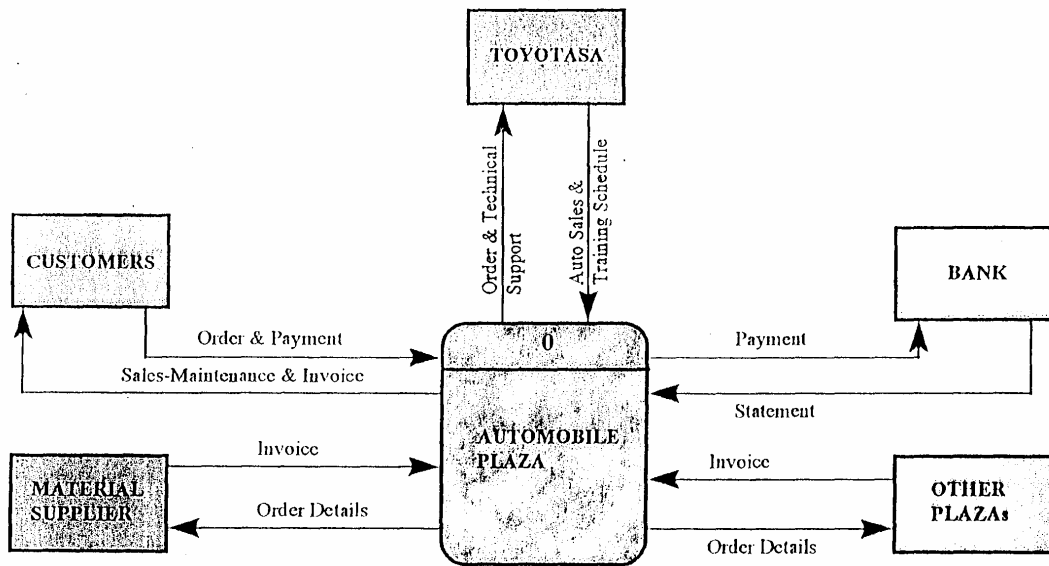 TOYOTASA
Order & Technical
Support
Auto Sales &
Training Schedule
CUSTOMERS
BANK
Order & Payment
Sales-Maintenance & Invoice
0
Payment
Statement
AUTOMOBILE
PLAZA
Invoice
Invoice
MATERIAL
SUPPLIER
OTHER
PLAZAs
Order Details
Order Details